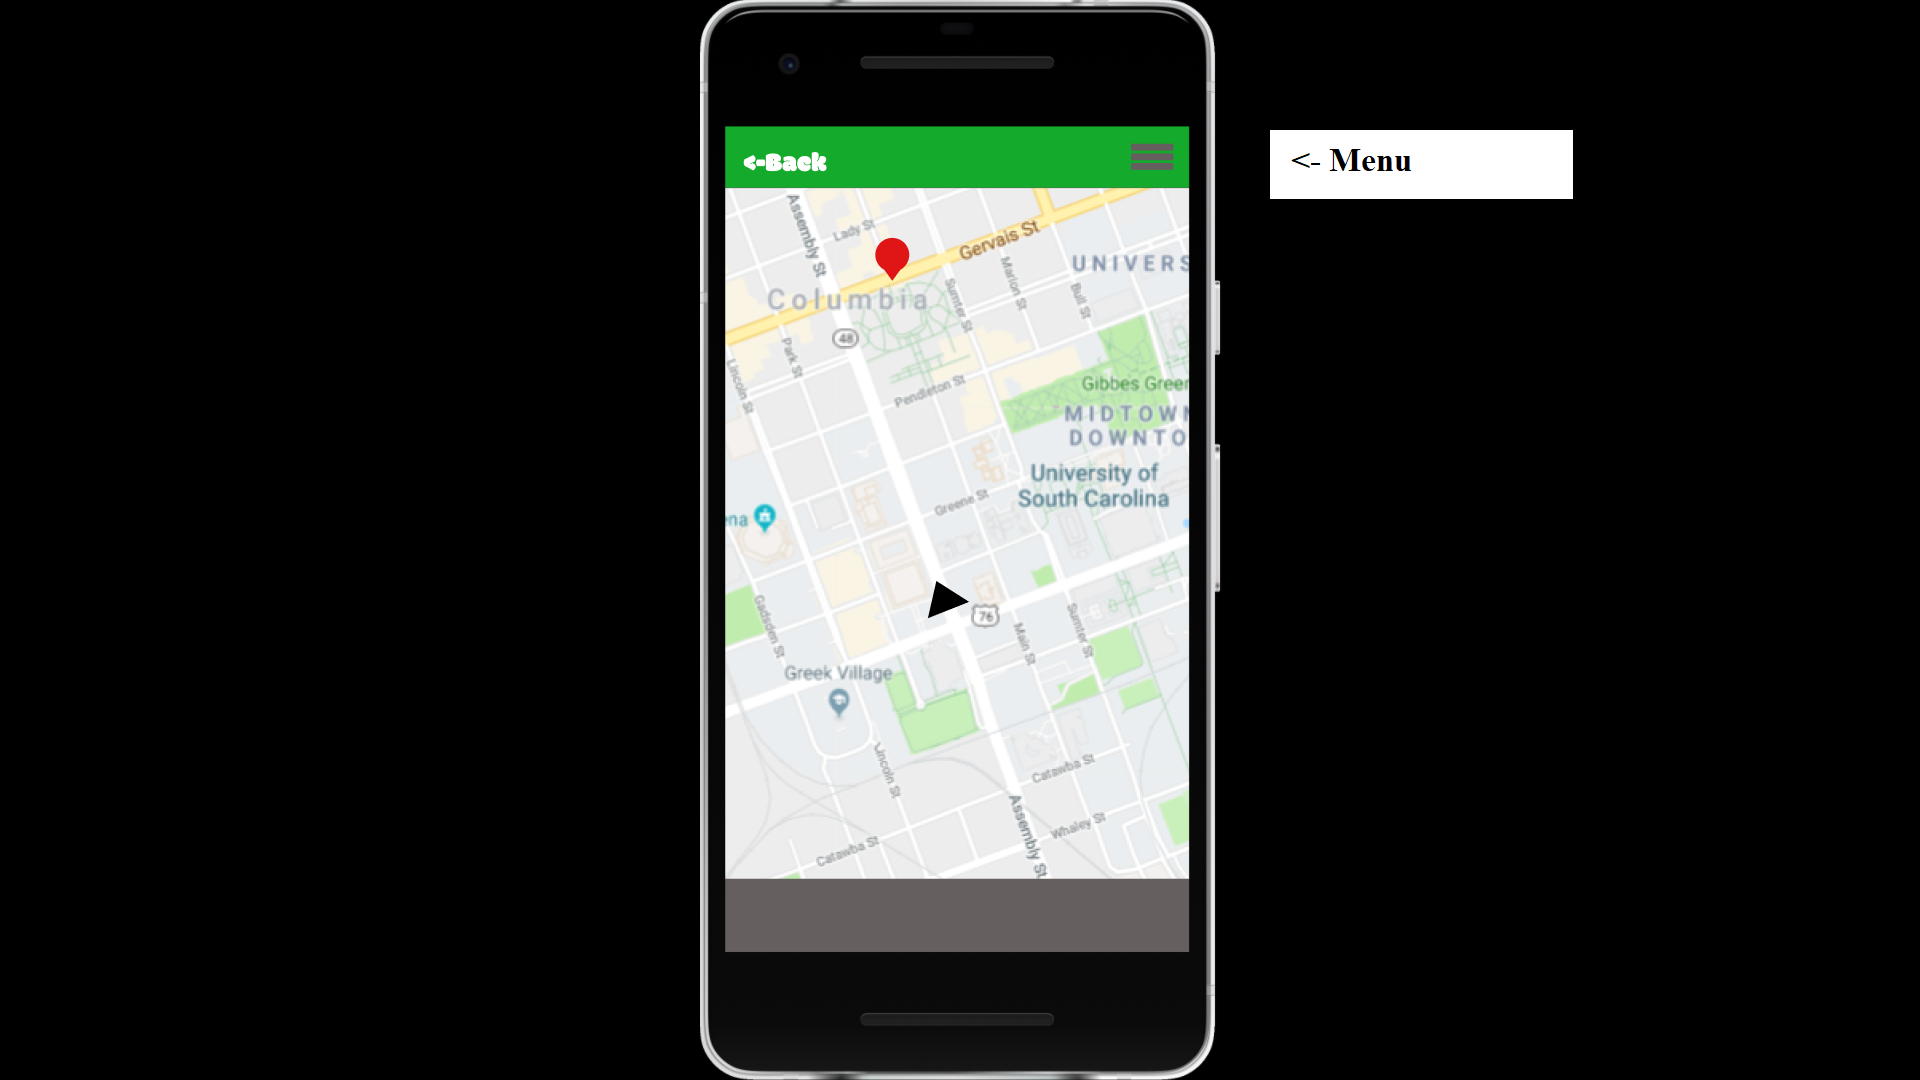 <-Back
<- Menu
Assembly St
Lady St
Gervais St
Marion St
UNIVERS
Columbia
Sumter St
Bull St
48
Park St
Lincoln St
Pendleton St
Gibbes Green
MIDTOWN
DOWNTO
University of
South Carolina
Greene St
ena
Gadsden St
76
Main St
Sumter St
Greek Village
Lincoln St
Catawba St
Assembly St
Whaley St
Catawba St